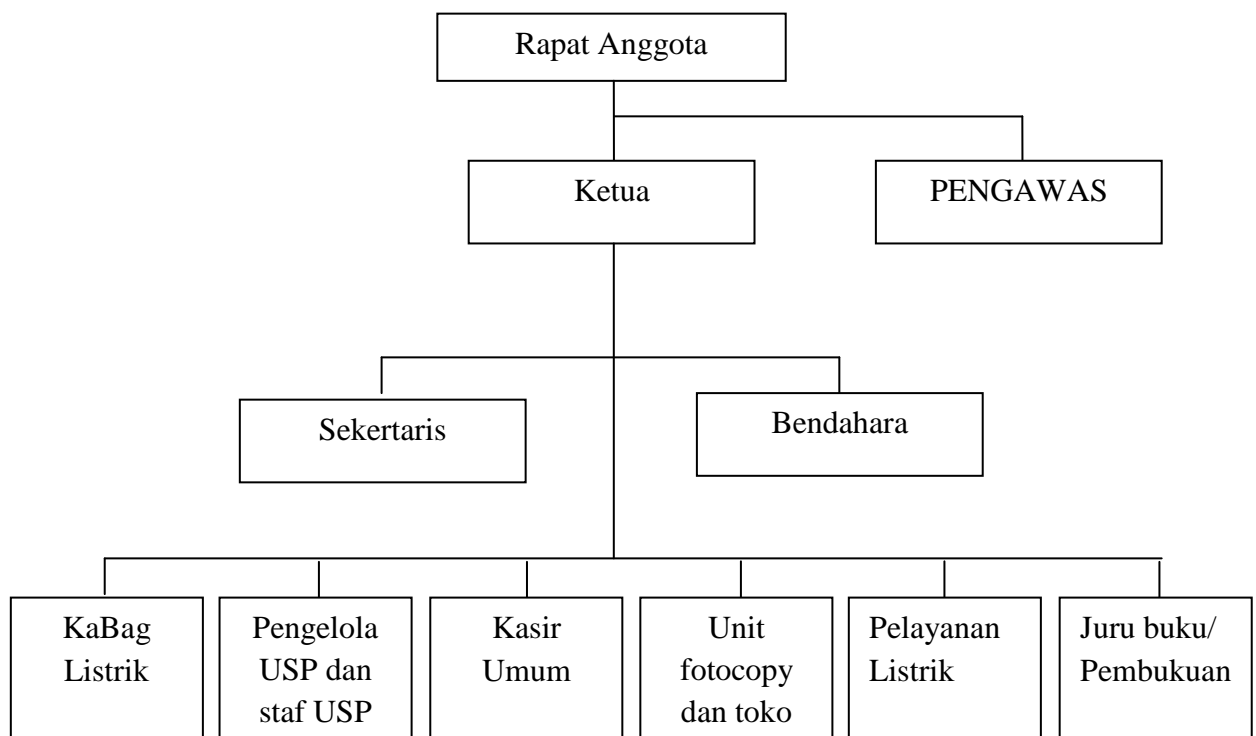 Rapat Anggota
Ketua
PENGAWAS
Sekertaris
Bendahara
KaBag
Listrik
Pengelola
USP dan
staf USP
Kasir
Umum
Unit
fotocopy
dan toko
Pelayanan
Listrik
Juru buku/
Pembukuan